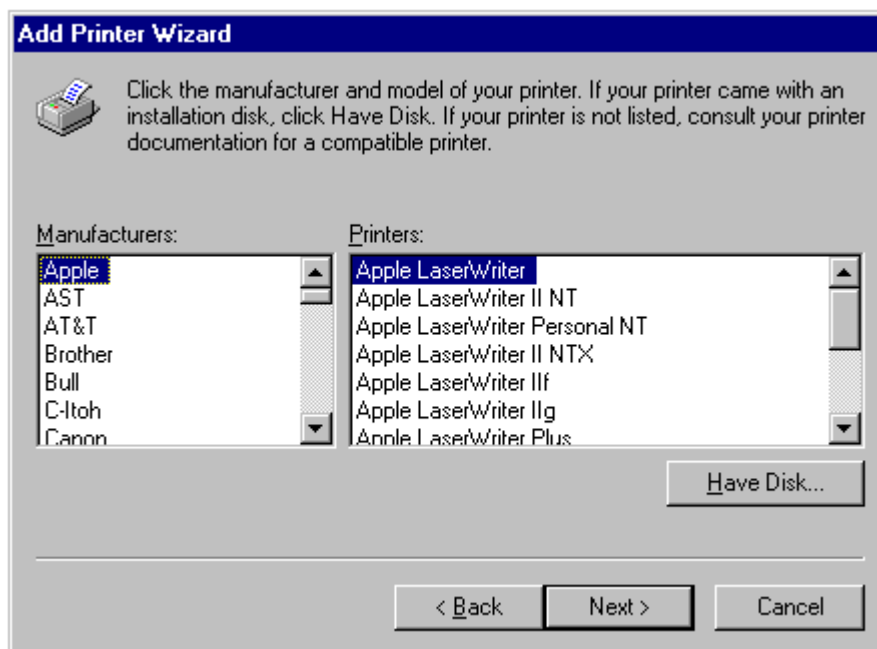 Add Printer Wizard
Click the manufacturer and model of your printer. If your printer came with an
installation disk, click Have Disk. If your printer is not listed, consult your printer
documentation for a compatible printer.
Manufacturers:
Apple
AST
AT&T
Brother
Bull
C-Itoh
Canon
Printers:
Apple LaserWriter
Apple LaserWriter II NT
Apple LaserWriter Personal NT
Apple LaserWriter II NTX
Apple LaserWriter IIf
Apple LaserWriter IIg
Apple LaserWriter Plus
Have Disk...
< Back
Next >
Cancel